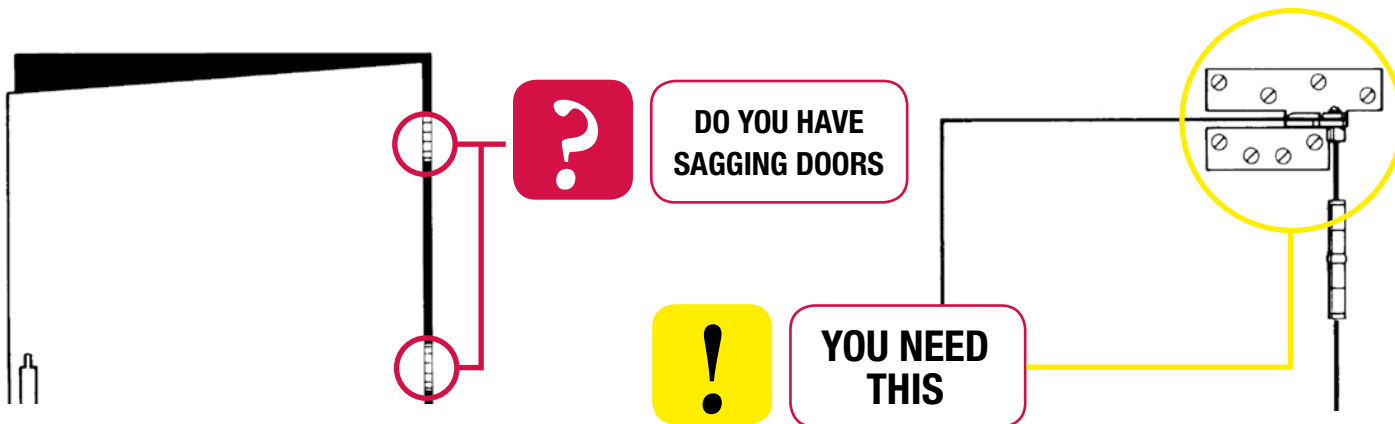 ?
DO YOU HAVE
SAGGING DOORS
!
YOU NEED
THIS